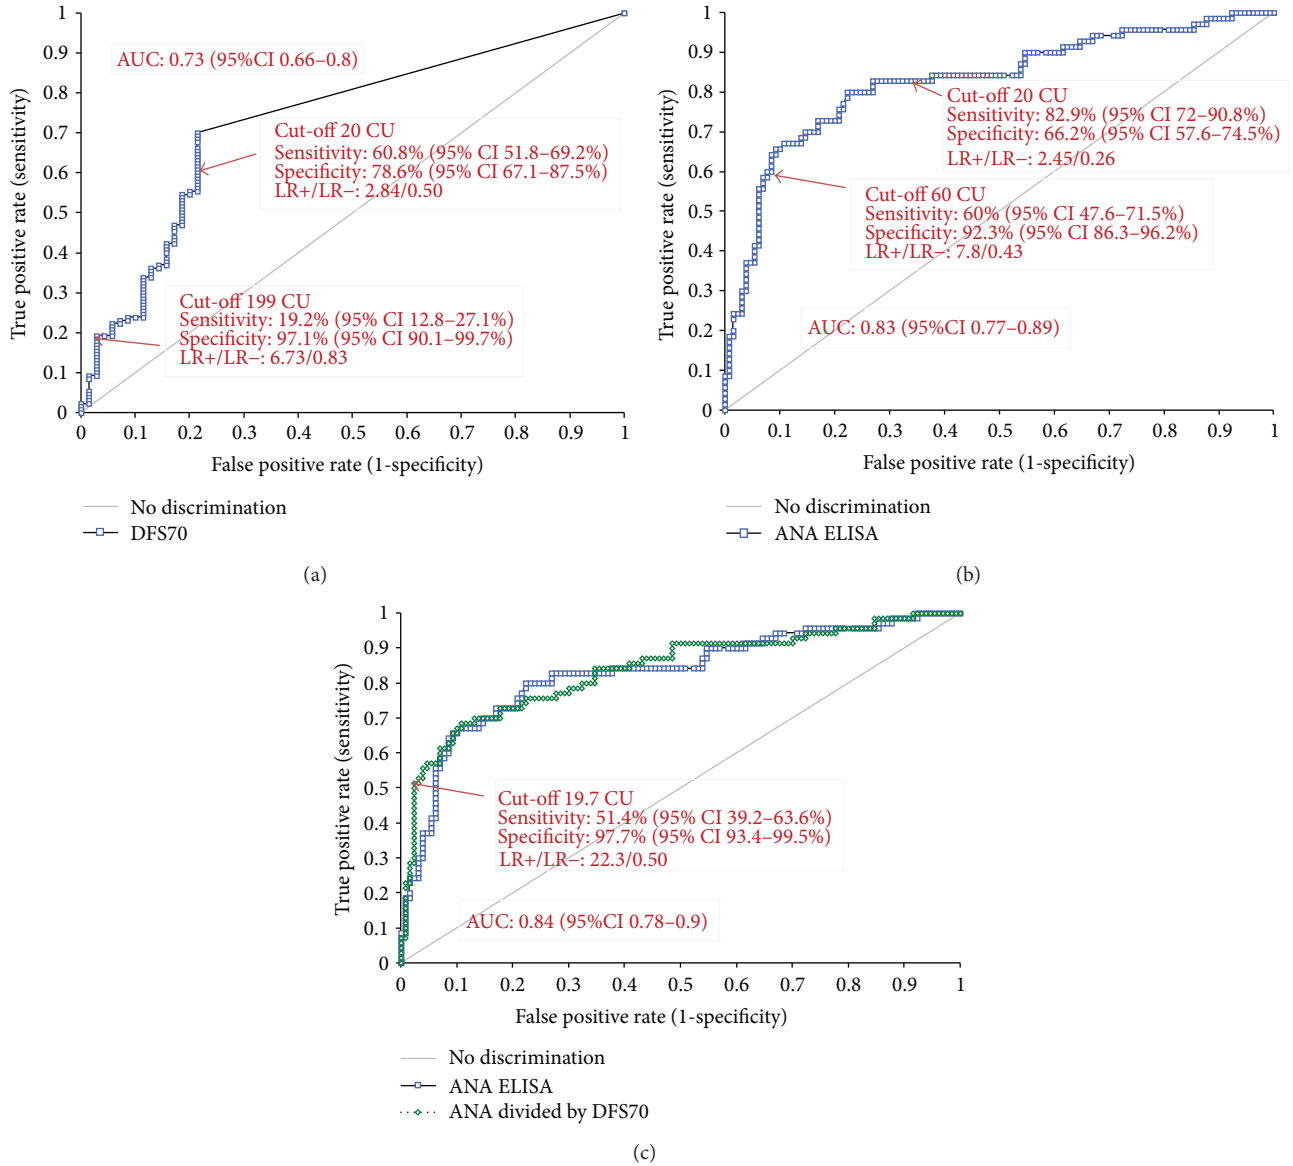 1
0.9
0.8
0.7
0.6
0.5
0.4
0.3
0.2
0.1
0
True positive rate (sensitivity)
AUC: 0.73 (95%CI 0.66–0.8)
Cut-off 20 CU
Sensitivity: 60.8% (95% CI 51.8–69.2%)
Specificity: 78.6% (95% CI 67.1–87.5%)
LR+/LR−: 2.84/0.50
Cut-off 199 CU
Sensitivity: 19.2% (95% CI 12.8–27.1%)
Specificity: 97.1% (95% CI 90.1–99.7%)
LR+/LR−: 6.73/0.83
0 0.1 0.2 0.3 0.4 0.5 0.6 0.7 0.8 0.9 1
False positive rate (1-specificity)
No discrimination
DFS70
(a)
1
0.9
0.8
0.7
0.6
0.5
0.4
0.3
0.2
0.1
0
True positive rate (sensitivity)
Cut-off 20 CU
Sensitivity: 82.9% (95% CI 72–90.8%)
Specificity: 66.2% (95% CI 57.6–74.5%)
LR+/LR−: 2.45/0.26
Cut-off 60 CU
Sensitivity: 60% (95% CI 47.6–71.5%)
Specificity: 92.3% (95% CI 86.3–96.2%)
LR+/LR−: 7.8/0.43
AUC: 0.83 (95%CI 0.77–0.89)
0 0.1 0.2 0.3 0.4 0.5 0.6 0.7 0.8 0.9 1
False positive rate (1-specificity)
No discrimination
ANA ELISA
(b)
1
0.9
0.8
0.7
0.6
0.5
0.4
0.3
0.2
0.1
0
True positive rate (sensitivity)
Cut-off 19.7 CU
Sensitivity: 51.4% (95% CI 39.2–63.6%)
Specificity: 97.7% (95% CI 93.4–99.5%)
LR+/LR−: 22.3/0.50
AUC: 0.84 (95%CI 0.78–0.9)
0 0.1 0.2 0.3 0.4 0.5 0.6 0.7 0.8 0.9 1
False positive rate (1-specificity)
No discrimination
ANA ELISA
ANA divided by DFS70
(c)